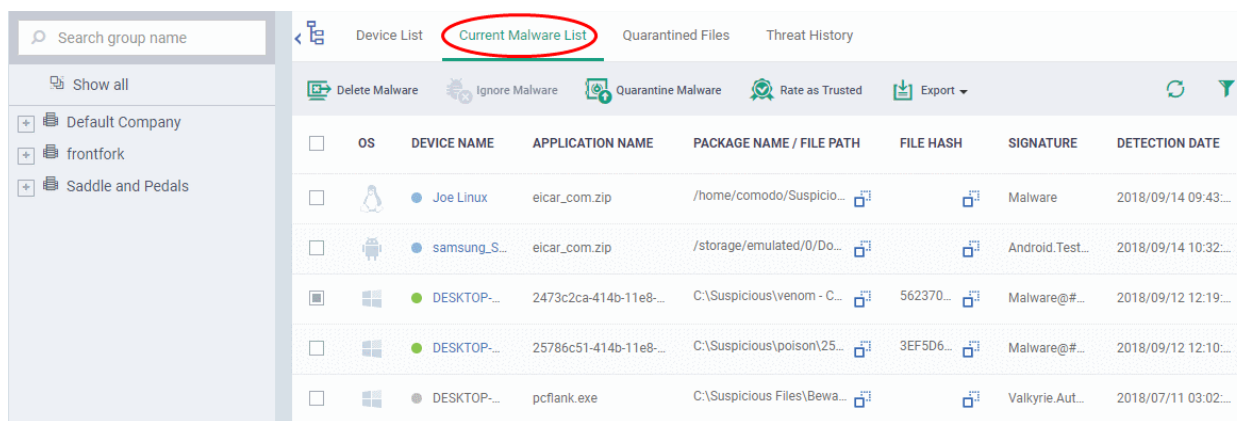 Search group name
Show all
Default Company
frontfork
Saddle and Pedals
Device List Current Malware List Quarantined Files Threat History
Delete Malware Ignore Malware Quarantine Malware Rate as Trusted Export
OS DEVICE NAME APPLICATION NAME PACKAGE NAME / FILE PATH FILE HASH SIGNATURE DETECTION DATE
Joe Linux eicar_com.zip /home/comodo/Suspicio... Malware 2018/09/14 09:43:...
samsung_S... eicar_com.zip /storage/emulated/0/Do... Android.Test... 2018/09/14 10:32:...
DESKTOP-... 2473c2ca-414b-11e8-... C:\Suspicious\venom - C... 562370... Malware@#... 2018/09/12 12:19:...
DESKTOP-... 25786c51-414b-11e8-... C:\Suspicious\poison\25... 3EF5D6... Malware@#... 2018/09/12 12:10:...
DESKTOP-... pcflank.exe C:\Suspicious Files\Bewa... Valkyrie.Aut... 2018/07/11 03:02:...